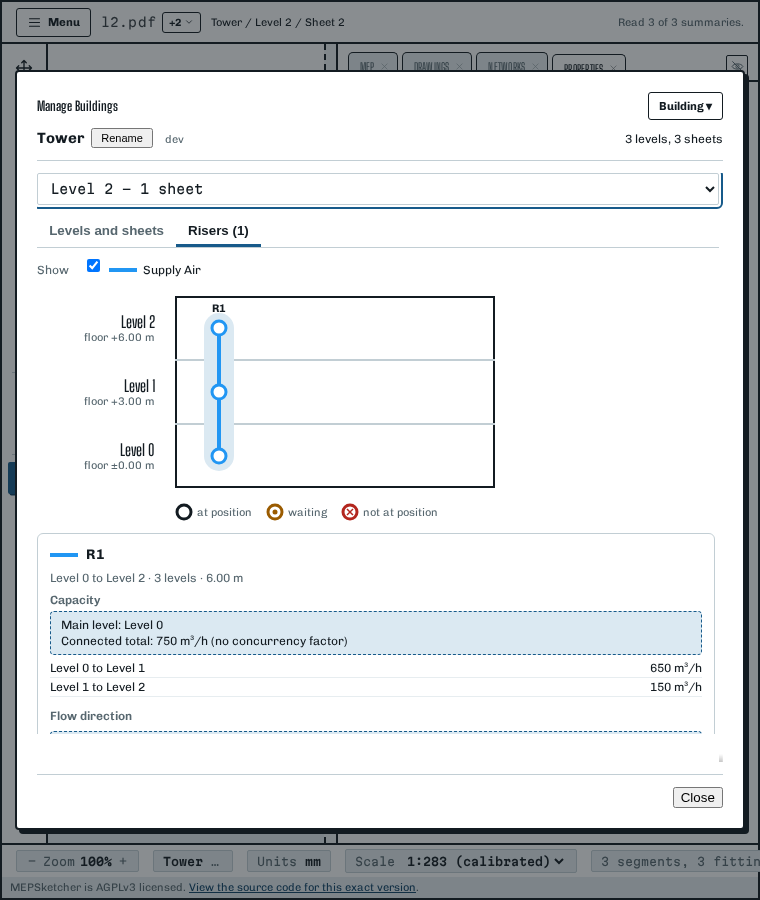 Menu l2.pdf +2 Tower / Level 2 / Sheet 2 Read 3 of 3 summaries.
MEP × DRAWINGS × NETWORKS × PROPERTIES ×
Manage Buildings Building ▾
Tower Rename dev 3 levels, 3 sheets
Level 2 — 1 sheet
Levels and sheets Risers (1)
Show Supply Air
R1
Level 2
floor +6.00 m
Level 1
floor +3.00 m
Level 0
floor ±0.00 m
at position waiting not at position
R1
Level 0 to Level 2 · 3 levels · 6.00 m
Capacity
Main level: Level 0
Connected total: 750 m³/h (no concurrency factor)
Level 0 to Level 1 650 m³/h
Level 1 to Level 2 150 m³/h
Flow direction
Close
− Zoom 100% + Tower … Units mm Scale 1:283 (calibrated) 3 segments, 3 fittin
MEPSketcher is AGPLv3 licensed. View the source code for this exact version.